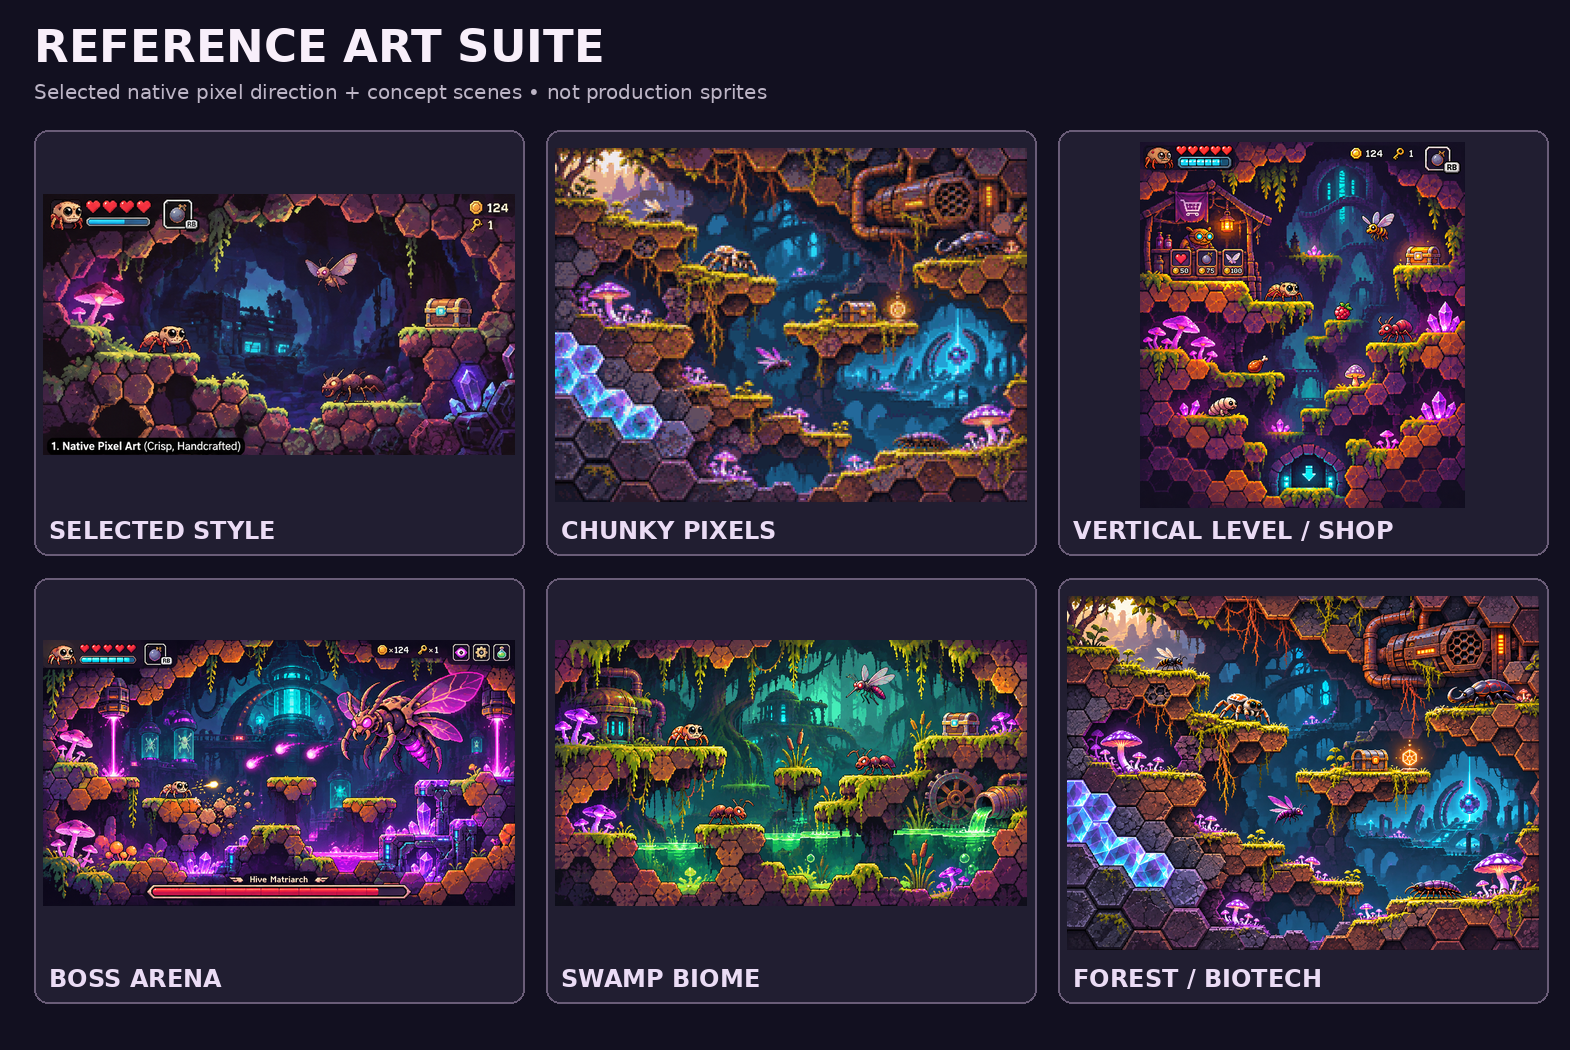 REFERENCE ART SUITE
Selected native pixel direction + concept scenes • not production sprites
124
RB
1
1. Native Pixel Art (Crisp, Handcrafted)
SELECTED STYLE
CHUNKY PIXELS
124
1
RB
50
75
100
VERTICAL LEVEL / SHOP
RB
×124
×1
Hive Matriarch
BOSS ARENA
SWAMP BIOME
FOREST / BIOTECH